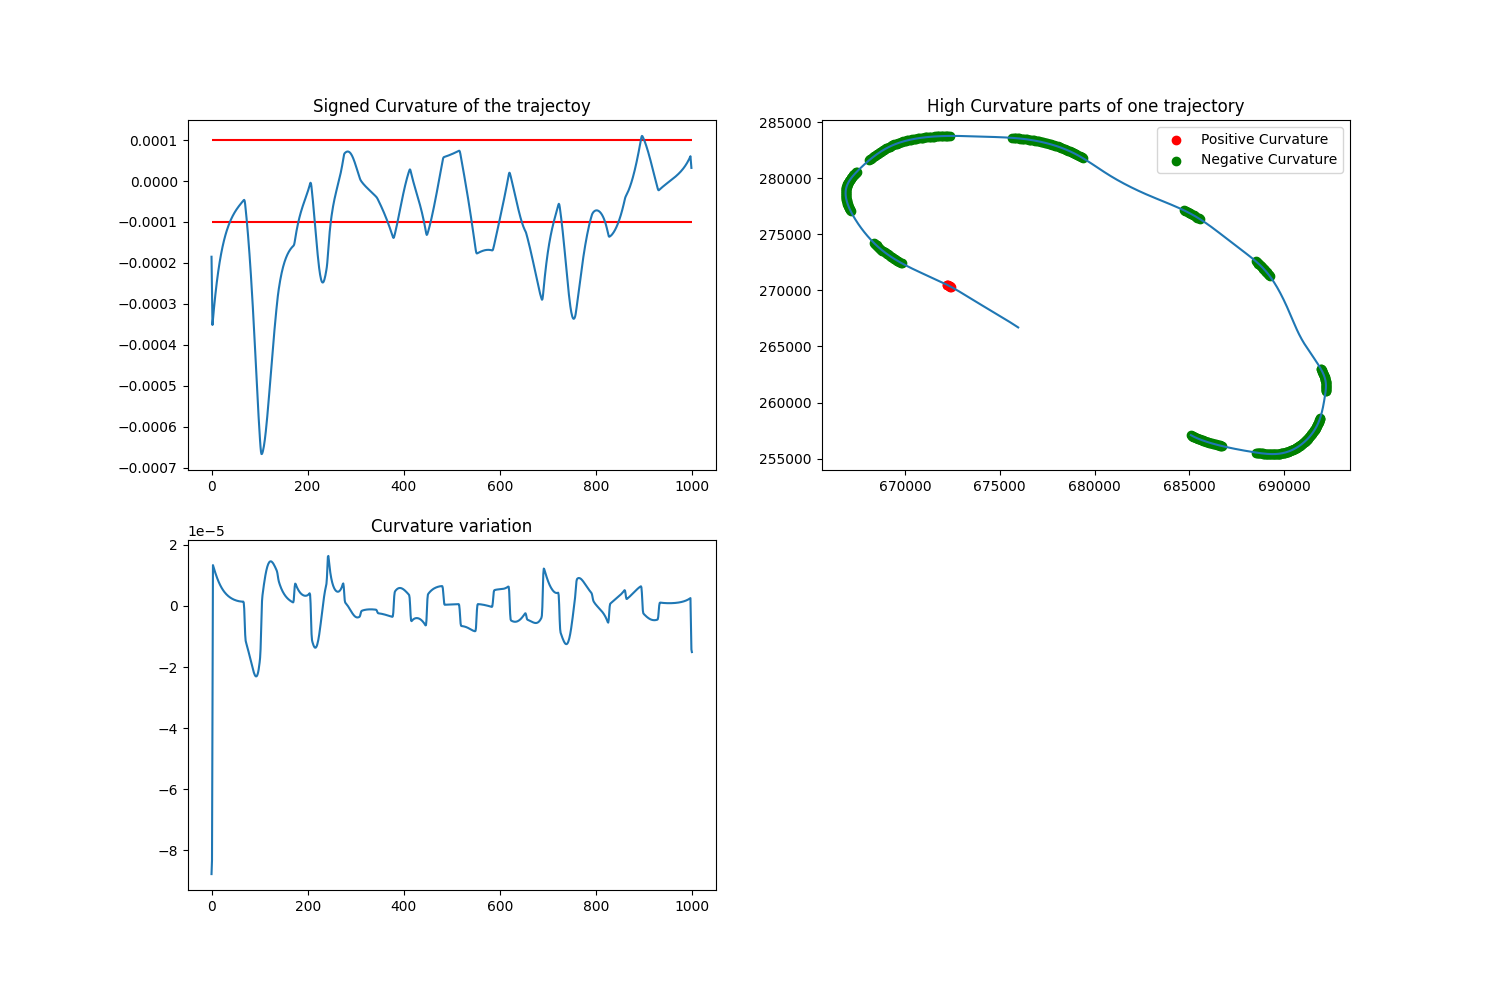 Signed Curvature of the trajectoy
0.0001
0.0000
−0.0001
−0.0002
−0.0003
−0.0004
−0.0005
−0.0006
−0.0007
0 200 400 600 800 1000
High Curvature parts of one trajectory
Positive Curvature
Negative Curvature
285000
280000
275000
270000
265000
260000
255000
670000 675000 680000 685000 690000
Curvature variation
1e−5
2
0
−2
−4
−6
−8
0 200 400 600 800 1000